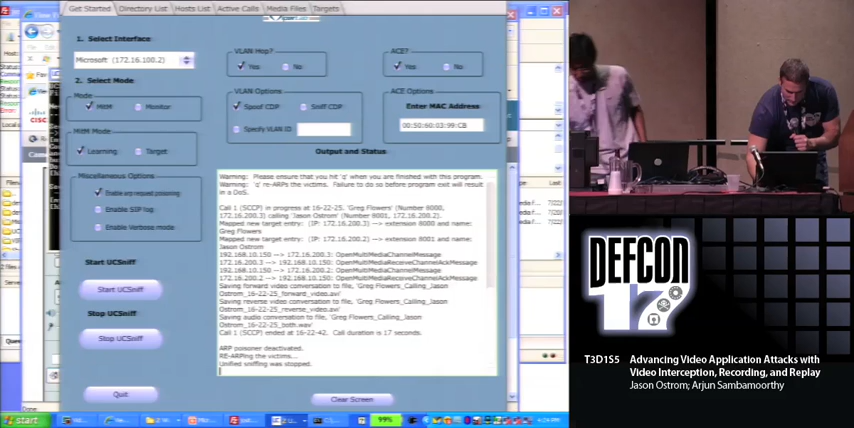 Get Started
Directory List
Hosts List
Active Calls
Media Files
Targets
1. Select Interface
Microsoft (172.16.100.2)
2. Select Mode
Mode
MitM
Monitor
MitM Mode
Learning
Target
Miscellaneous Options
Enable arp request poisoning
Enable SIP log
Enable Verbose mode
Start UCSniff
Start UCSniff
Stop UCSniff
Stop UCSniff
Quit
VLAN Hop?
Yes
No
VLAN Options
Spoof CDP
Sniff CDP
Specify VLAN ID
ACE?
Yes
No
ACE Options
Enter MAC Address
00:50:60:03:99:CB
Output and Status
Warning: Please ensure that you hit 'q' when you are finished with this program.
Warning: 'q' re-ARPs the victims. Failure to do so before program exit will result
in a DoS.
Call 1 (SCCP) in progress at 16-22-25. 'Greg Flowers' (Number 8000,
172.16.200.3) calling 'Jason Ostrom' (Number 8001, 172.16.200.2).
Mapped new target entry: (IP: 172.16.200.3) --> extension 8000 and name:
Greg Flowers
Mapped new target entry: (IP: 172.16.200.2) --> extension 8001 and name:
Jason Ostrom
192.168.10.150 --> 172.16.200.3: OpenMultiMediaChannelMessage
172.16.200.3 --> 192.168.10.150: OpenMultiMediaReceiveChannelAckMessage
192.168.10.150 --> 172.16.200.2: OpenMultiMediaChannelMessage
172.16.200.2 --> 192.168.10.150: OpenMultiMediaReceiveChannelAckMessage
Saving forward video conversation to file, 'Greg Flowers_Calling_Jason
Ostrom_16-22-25_forward_video.avi'
Saving reverse video conversation to file, 'Greg Flowers_Calling_Jason
Ostrom_16-22-25_reverse_video.avi'
Saving audio conversation to file, 'Greg Flowers_Calling_Jason
Ostrom_16-22-25_both.wav'
Call 1 (SCCP) ended at 16-22-42. Call duration is 17 seconds.
ARP poisoner deactivated.
RE-ARPing the victims...
Unified sniffing was stopped.
Clear Screen
start
99%
4:24 PM
CISCO
DEFCON
17
T3D1S5
Advancing Video Application Attacks with
Video Interception, Recording, and Replay
Jason Ostrom; Arjun Sambamoorthy